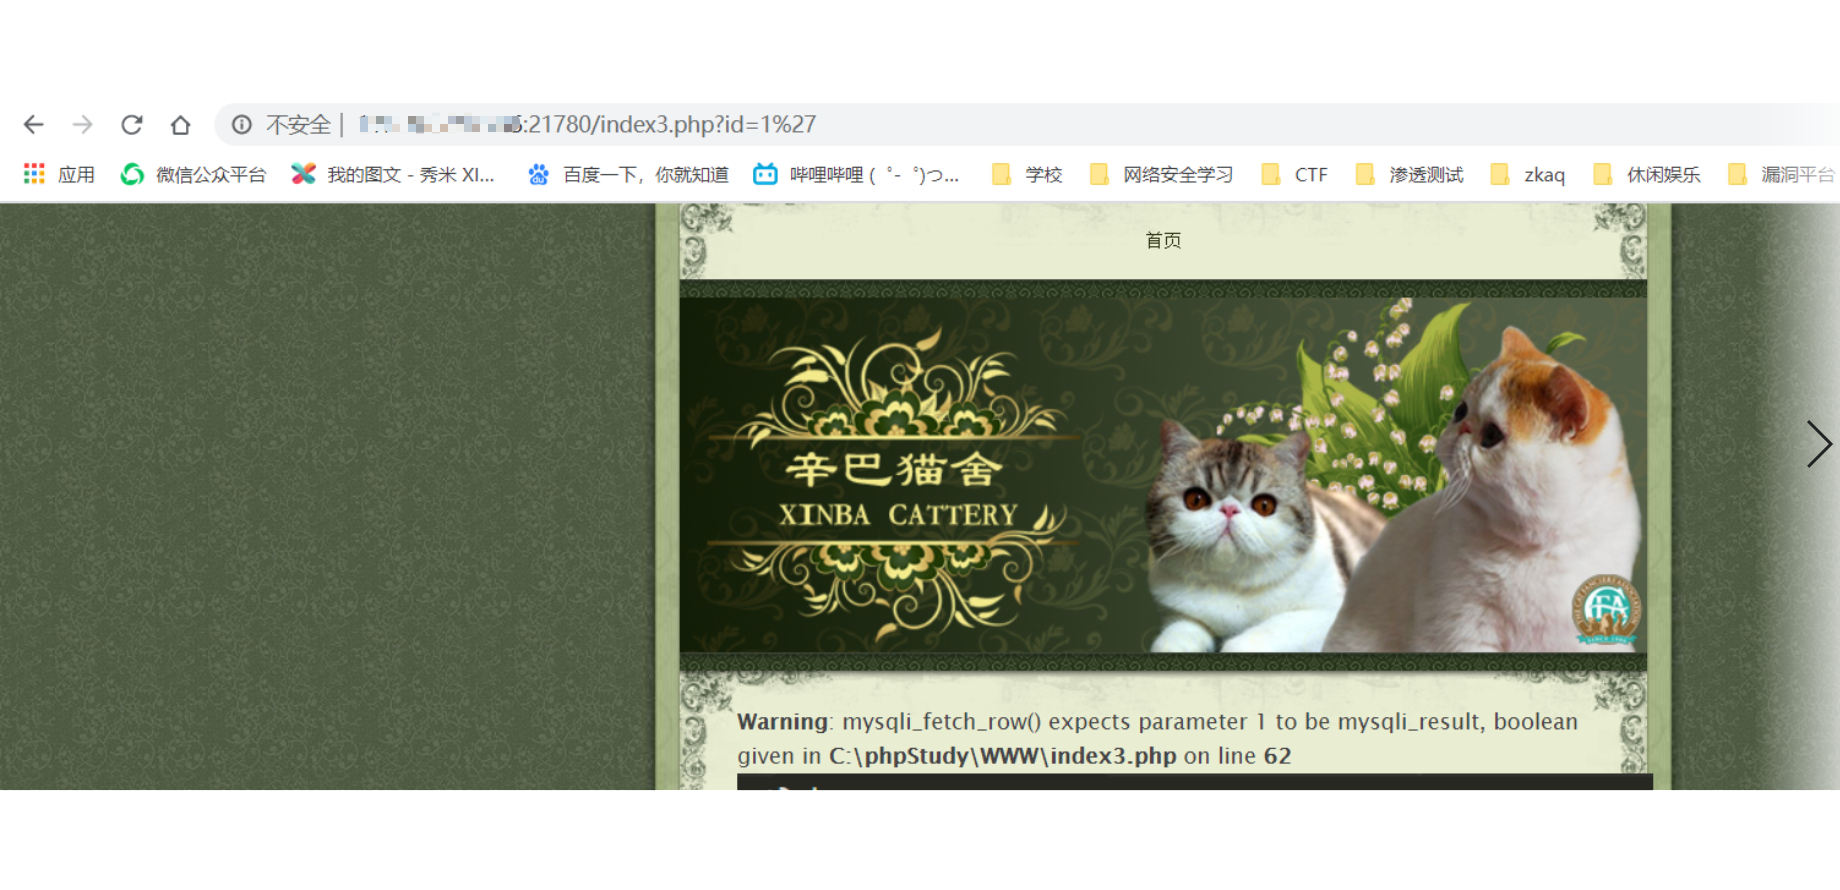 不安全 :21780/index3.php?id=1%27
应用 微信公众平台 我的图文 - 秀米 XI... 百度一下，你就知道 哔哩哔哩 ( ゜- ゜)つ... 学校 网络安全学习 CTF 渗透测试 zkaq 休闲娱乐 漏洞平台
首页
辛巴猫舍
XINBA CATTERY
CFA
Warning: mysqli_fetch_row() expects parameter 1 to be mysqli_result, boolean
given in C:\phpStudy\WWW\index3.php on line 62